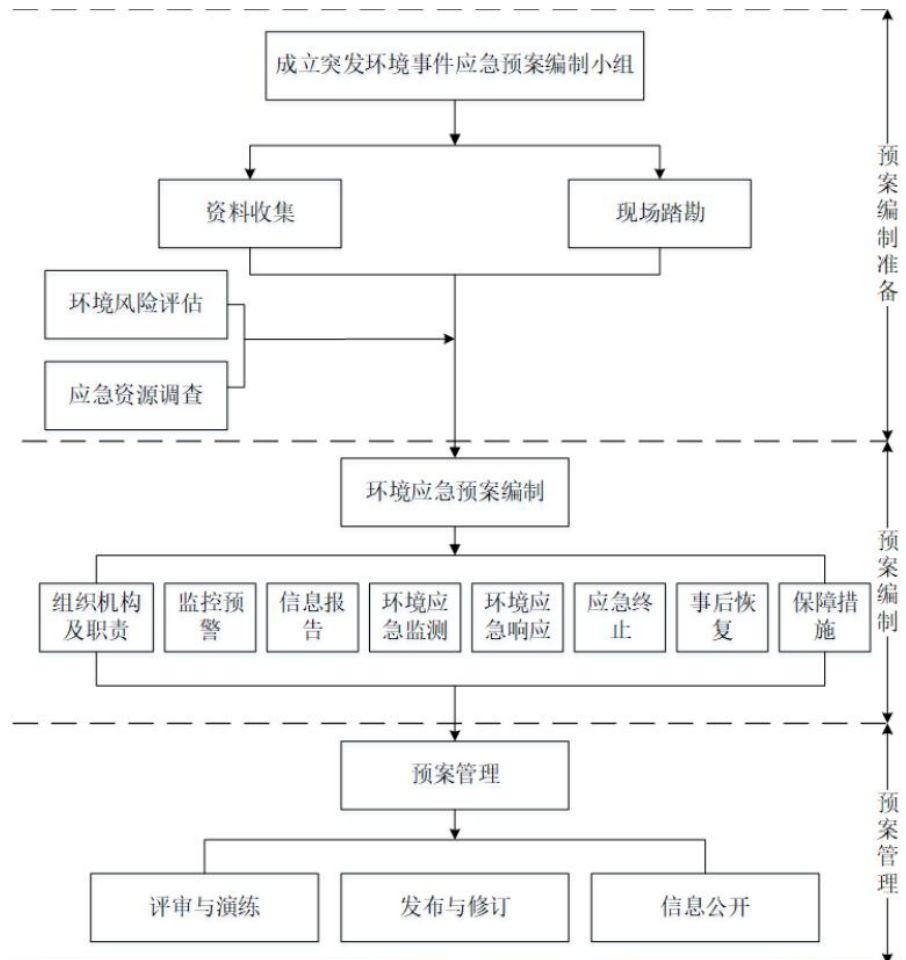 成立突发环境事件应急预案编制小组
资料收集
现场踏勘
环境风险评估
应急资源调查
预案编制准备
环境应急预案编制
组织机构
及职责
监控预
警
信息报
告
环境应
急监测
环境应
急响应
应急终
止
事后恢
复
保障措
施
预案编制
预案管理
评审与演练
发布与修订
信息公开
预案管理